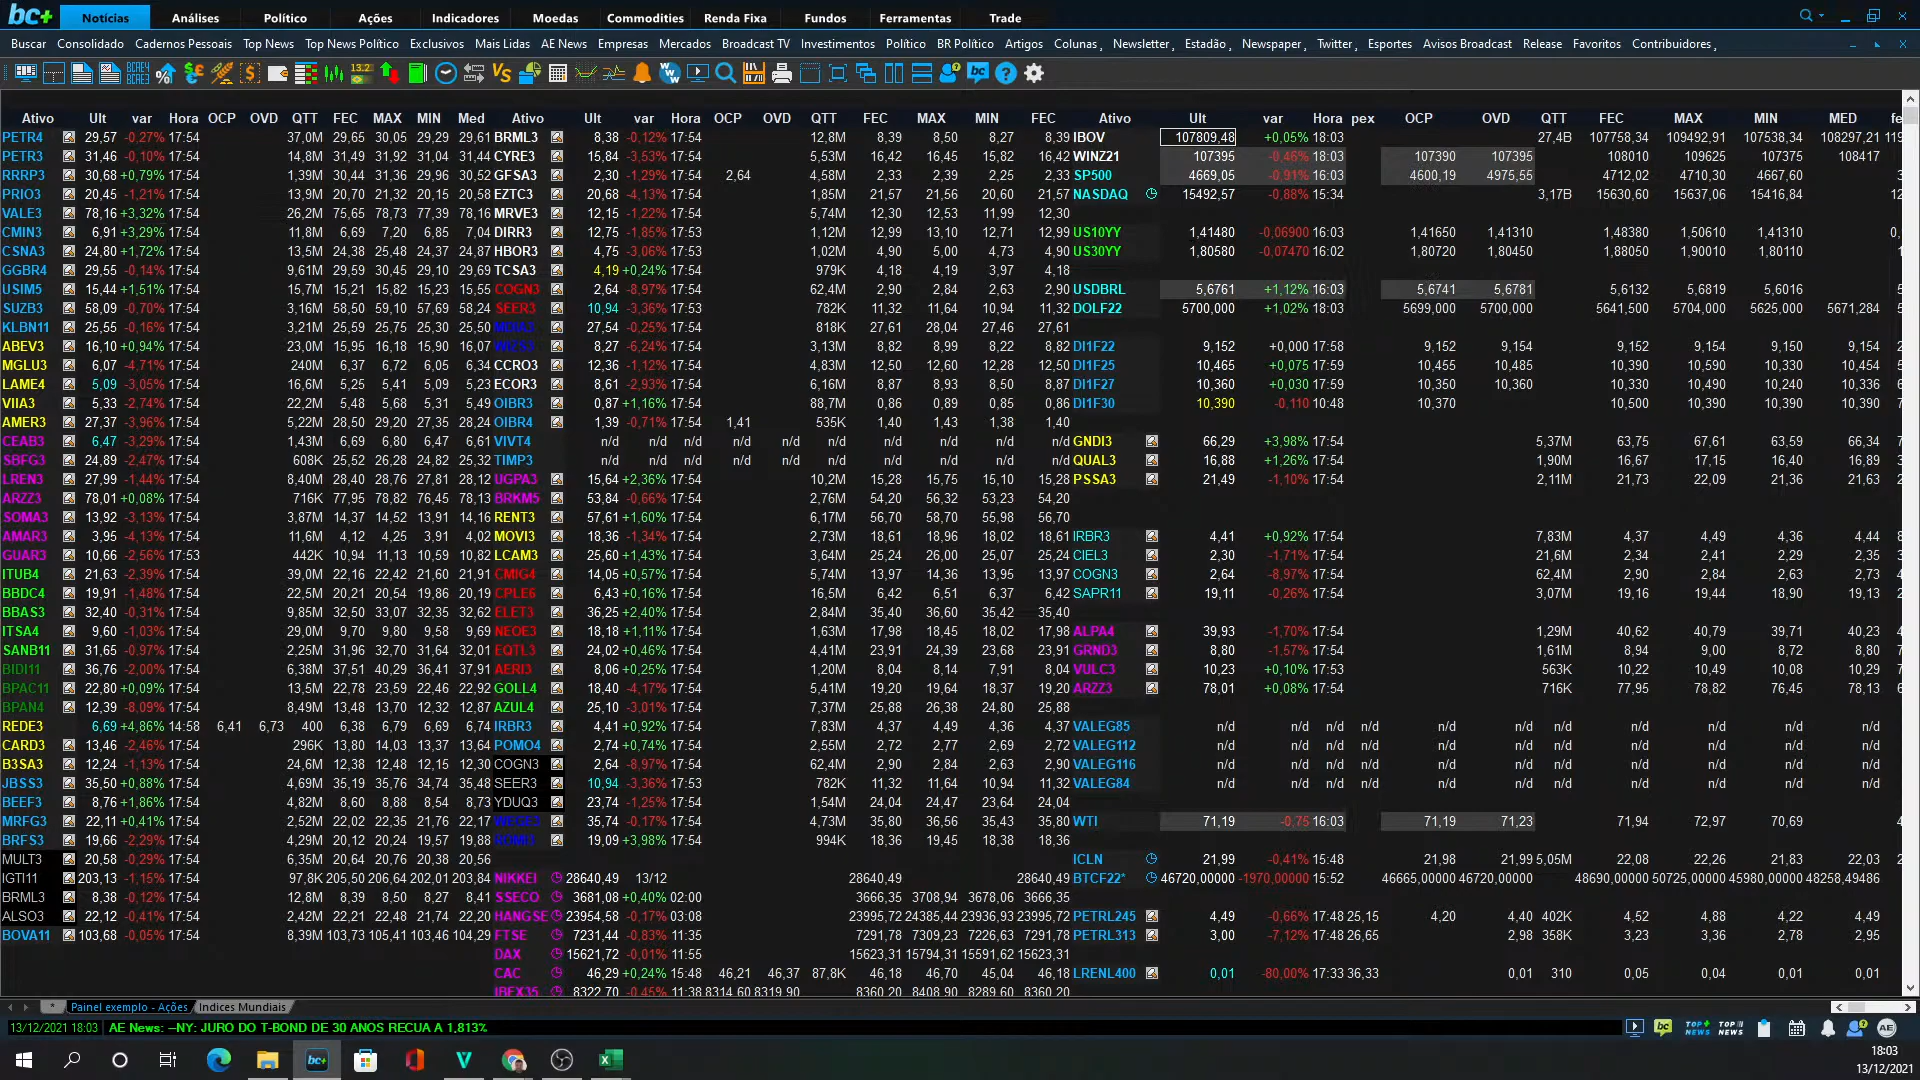 bc+ Notícias Análises Político Ações Indicadores Moedas Commodities Renda Fixa Fundos Ferramentas Trade
Buscar Consolidado Cadernos Pessoais Top News Top News Político Exclusivos Mais Lidas AE News Empresas Mercados Broadcast TV Investimentos Político BR Político Artigos Colunas Newsletter Estadão Newspaper Twitter Esportes Avisos Broadcast Release Favoritos Contribuidores
Ativo Ult var Hora OCP OVD QTT FEC MAX MIN Med Ativo Ult var Hora OCP OVD QTT FEC MAX MIN FEC Ativo Ult var Hora pex OCP OVD QTT FEC MAX MIN MED
PETR4 29,57 -0,27% 17:54 37,0M 29,65 30,05 29,29 29,61 BRML3 8,38 -0,12% 17:54 12,8M 8,39 8,50 8,27 8,39 IBOV 107809,48 +0,05% 18:03 27,4B 107758,34 109492,91 107538,34 108297,21
PETR3 31,46 -0,10% 17:54 14,8M 31,49 31,92 31,04 31,44 CYRE3 15,84 -3,53% 17:54 5,53M 16,42 16,45 15,82 16,42 WINZ21 107395 -0,46% 18:03 107390 107395 108010 109625 107375 108417
RRRP3 30,68 +0,79% 17:54 1,39M 30,44 31,36 29,96 30,52 GFSA3 2,30 -1,29% 17:54 2,64 4,58M 2,33 2,39 2,25 2,33 SP500 4669,05 -0,91% 16:03 4600,19 4975,55 4712,02 4710,30 4667,60
PRIO3 20,45 -1,21% 17:54 13,9M 20,70 21,32 20,15 20,58 EZTC3 20,68 -4,13% 17:54 1,85M 21,57 21,56 20,60 21,57 NASDAQ 15492,57 -0,88% 15:34 3,17B 15630,60 15637,06 15416,84
VALE3 78,16 +3,32% 17:54 26,2M 75,65 78,73 77,39 78,16 MRVE3 12,15 -1,22% 17:54 5,74M 12,30 12,53 11,99 12,30
CMIN3 6,91 +3,29% 17:54 11,8M 6,69 7,20 6,85 7,04 DIRR3 12,75 -1,85% 17:53 1,12M 12,99 13,10 12,71 12,99 US10YY 1,41480 -0,06900 16:03 1,41650 1,41310 1,48380 1,50610 1,41310
CSNA3 24,80 +1,72% 17:54 13,5M 24,38 25,48 24,37 24,87 HBOR3 4,75 -3,06% 17:53 1,02M 4,90 5,00 4,73 4,90 US30YY 1,80580 -0,07470 16:02 1,80720 1,80450 1,88050 1,90010 1,80110
GGBR4 29,55 -0,14% 17:54 9,61M 29,59 30,45 29,10 29,69 TCSA3 4,19 +0,24% 17:54 979K 4,18 4,19 3,97 4,18
USIM5 15,44 +1,51% 17:54 15,7M 15,21 15,82 15,23 15,55 COGN3 2,64 -8,97% 17:54 62,4M 2,90 2,84 2,63 2,90 USDBRL 5,6761 +1,12% 16:03 5,6741 5,6781 5,6132 5,6819 5,6016
SUZB3 58,09 -0,70% 17:54 3,16M 58,50 59,10 57,69 58,24 SEER3 10,94 -3,36% 17:53 782K 11,32 11,64 10,94 11,32 DOLF22 5700,000 +1,02% 18:03 5699,000 5700,000 5641,500 5704,000 5625,000 5671,284
KLBN11 25,55 -0,16% 17:54 3,21M 25,59 25,75 25,30 25,50 MDIA3 27,54 -0,25% 17:54 818K 27,61 28,04 27,46 27,61
ABEV3 16,10 +0,94% 17:54 23,0M 15,95 16,18 15,90 16,07 WIZS3 8,27 -6,24% 17:54 3,13M 8,82 8,99 8,22 8,82 DI1F22 9,152 +0,000 17:58 9,152 9,154 9,152 9,154 9,150 9,154
MGLU3 6,07 -4,71% 17:54 240M 6,37 6,72 6,05 6,34 CCRO3 12,36 -1,12% 17:54 4,83M 12,50 12,60 12,28 12,50 DI1F25 10,465 +0,075 17:59 10,455 10,485 10,390 10,590 10,330 10,454
LAME4 5,09 -3,05% 17:54 16,6M 5,25 5,41 5,09 5,23 ECOR3 8,61 -2,93% 17:54 6,16M 8,87 8,93 8,50 8,87 DI1F27 10,360 +0,030 17:59 10,350 10,360 10,330 10,490 10,240 10,336
VIIA3 5,33 -2,74% 17:54 22,2M 5,48 5,68 5,31 5,49 OIBR3 0,87 +1,16% 17:54 88,7M 0,86 0,89 0,85 0,86 DI1F30 10,390 -0,110 10:48 10,370 10,500 10,390 10,390 10,390
AMER3 27,37 -3,96% 17:54 5,22M 28,50 29,20 27,35 28,24 OIBR4 1,39 -0,71% 17:54 1,41 535K 1,40 1,43 1,38 1,40
CEAB3 6,47 -3,29% 17:54 1,43M 6,69 6,80 6,47 6,61 VIVT4 n/d n/d n/d n/d n/d n/d n/d n/d n/d n/d GNDI3 66,29 +3,98% 17:54 5,37M 63,75 67,61 63,59 66,34
SBFG3 24,89 -2,47% 17:54 608K 25,52 26,28 24,82 25,32 TIMP3 n/d n/d n/d n/d n/d n/d n/d n/d n/d n/d QUAL3 16,88 +1,26% 17:54 1,90M 16,67 17,15 16,40 16,89
LREN3 27,99 -1,44% 17:54 8,40M 28,40 28,76 27,81 28,12 UGPA3 15,64 +2,36% 17:54 10,2M 15,28 15,75 15,10 15,28 PSSA3 21,49 -1,10% 17:54 2,11M 21,73 22,09 21,36 21,63
ARZZ3 78,01 +0,08% 17:54 716K 77,95 78,82 76,45 78,13 BRKM5 53,84 -0,66% 17:54 2,76M 54,20 56,32 53,23 54,20
SOMA3 13,92 -3,13% 17:54 3,87M 14,37 14,52 13,91 14,16 RENT3 57,61 +1,60% 17:54 6,17M 56,70 58,70 55,98 56,70
AMAR3 3,95 -4,13% 17:54 11,6M 4,12 4,25 3,91 4,02 MOVI3 18,36 -1,34% 17:54 2,73M 18,61 18,96 18,02 18,61 IRBR3 4,41 +0,92% 17:54 7,83M 4,37 4,49 4,36 4,44
GUAR3 10,66 -2,56% 17:53 442K 10,94 11,13 10,59 10,82 LCAM3 25,60 +1,43% 17:54 3,64M 25,24 26,00 25,07 25,24 CIEL3 2,30 -1,71% 17:54 21,6M 2,34 2,41 2,29 2,35
ITUB4 21,63 -2,39% 17:54 39,0M 22,16 22,42 21,60 21,91 CMIG4 14,05 +0,57% 17:54 5,74M 13,97 14,36 13,95 13,97 COGN3 2,64 -8,97% 17:54 62,4M 2,90 2,84 2,63 2,73
BBDC4 19,91 -1,48% 17:54 22,5M 20,21 20,54 19,86 20,19 CPLE6 6,43 +0,16% 17:54 16,5M 6,42 6,51 6,37 6,42 SAPR11 19,11 -0,26% 17:54 3,07M 19,16 19,44 18,90 19,13
BBAS3 32,40 -0,31% 17:54 9,85M 32,50 33,07 32,35 32,62 ELET3 36,25 +2,40% 17:54 2,84M 35,40 36,60 35,42 35,40
ITSA4 9,60 -1,03% 17:54 29,0M 9,70 9,80 9,58 9,69 NEOE3 18,18 +1,11% 17:54 1,63M 17,98 18,45 18,02 17,98 ALPA4 39,93 -1,70% 17:54 1,29M 40,62 40,79 39,71 40,23
SANB11 31,65 -0,97% 17:54 2,25M 31,96 32,70 31,64 32,01 EQTL3 24,02 +0,46% 17:54 4,41M 23,91 24,39 23,68 23,91 GRND3 8,80 -1,57% 17:54 1,61M 8,94 9,00 8,72 8,80
BIDI11 36,76 -2,00% 17:54 6,38M 37,51 40,29 36,41 37,91 AERI3 8,06 +0,25% 17:54 1,20M 8,04 8,14 7,91 8,04 VULC3 10,23 +0,10% 17:53 563K 10,22 10,49 10,08 10,29
BPAC11 22,80 +0,09% 17:54 13,5M 22,78 23,59 22,46 22,92 GOLL4 18,40 -4,17% 17:54 5,41M 19,20 19,64 18,37 19,20 ARZZ3 78,01 +0,08% 17:54 716K 77,95 78,82 76,45 78,13
BPAN4 12,39 -8,09% 17:54 8,49M 13,48 13,70 12,32 12,87 AZUL4 25,10 -3,01% 17:54 7,37M 25,88 26,38 24,80 25,88
REDE3 6,69 +4,86% 14:58 6,41 6,73 400 6,38 6,79 6,69 6,74 IRBR3 4,41 +0,92% 17:54 7,83M 4,37 4,49 4,36 4,37 VALEG85 n/d n/d n/d n/d n/d n/d n/d n/d n/d n/d n/d
CARD3 13,46 -2,46% 17:54 296K 13,80 14,03 13,37 13,64 POMO4 2,74 +0,74% 17:54 2,55M 2,72 2,77 2,69 2,72 VALEG112 n/d n/d n/d n/d n/d n/d n/d n/d n/d n/d n/d
B3SA3 12,24 -1,13% 17:54 24,6M 12,38 12,48 12,15 12,30 COGN3 2,64 -8,97% 17:54 62,4M 2,90 2,84 2,63 2,90 VALEG116 n/d n/d n/d n/d n/d n/d n/d n/d n/d n/d n/d
JBSS3 35,50 +0,88% 17:54 4,69M 35,19 35,76 34,74 35,48 SEER3 10,94 -3,36% 17:53 782K 11,32 11,64 10,94 11,32 VALEG84 n/d n/d n/d n/d n/d n/d n/d n/d n/d n/d n/d
BEEF3 8,76 +1,86% 17:54 4,82M 8,60 8,88 8,54 8,73 YDUQ3 23,74 -1,25% 17:54 1,54M 24,04 24,47 23,64 24,04
MRFG3 22,11 +0,41% 17:54 2,52M 22,02 22,35 21,76 22,17 WEGE3 35,74 -0,17% 17:54 4,73M 35,80 36,56 35,43 35,80 WTI 71,19 -0,75 16:03 71,19 71,23 71,94 72,97 70,69
BRFS3 19,66 -2,29% 17:54 4,29M 20,12 20,24 19,57 19,88 19,09 +3,98% 17:54 994K 18,36 19,45 18,38 18,36
MULT3 20,58 -0,29% 17:54 6,35M 20,64 20,76 20,38 20,56 ICLN 21,99 -0,41% 15:48 21,98 21,99 5,05M 22,08 22,26 21,83 22,03
IGTI11 203,13 -1,15% 17:54 97,8K 205,50 206,64 202,01 203,84 NIKKEI 28640,49 13/12 28640,49 28640,49 BTCF22* 46720,00000 -1970,00000 15:52 46665,00000 46720,00000 48690,00000 50725,00000 45980,00000 48258,49486
BRML3 8,38 -0,12% 17:54 12,8M 8,39 8,50 8,27 8,41 SSECO 3681,08 +0,40% 02:00 3666,35 3708,94 3678,06 3666,35
ALSO3 22,12 -0,41% 17:54 2,42M 22,21 22,48 21,74 22,20 HANGSE 23954,58 -0,17% 03:08 23995,72 24385,44 23936,93 23995,72 PETRL245 4,49 -0,66% 17:48 25,15 4,20 4,40 402K 4,52 4,88 4,22 4,49
BOVA11 103,68 -0,05% 17:54 8,39M 103,73 105,41 103,46 104,29 FTSE 7231,44 -0,83% 11:35 7291,78 7309,23 7226,63 7291,78 PETRL313 3,00 -7,12% 17:48 26,65 2,98 358K 3,23 3,36 2,78 2,95
DAX 15621,72 -0,01% 11:55 15623,31 15794,31 15591,62 15623,31
CAC 46,29 +0,24% 15:48 46,21 46,37 87,8K 46,18 46,70 45,04 46,18 LRENL400 0,01 -80,00% 17:33 36,33 0,01 310 0,05 0,04 0,01 0,01
IBEX35 8322,70 -0,45% 11:38 8314,60 8319,90 8360,20 8408,90 8289,60 8360,20
* Painel exemplo - Ações Indices Mundiais
13/12/2021 18:03 AE News: --NY: JURO DO T-BOND DE 30 ANOS RECUA A 1,813%
18:03
13/12/2021